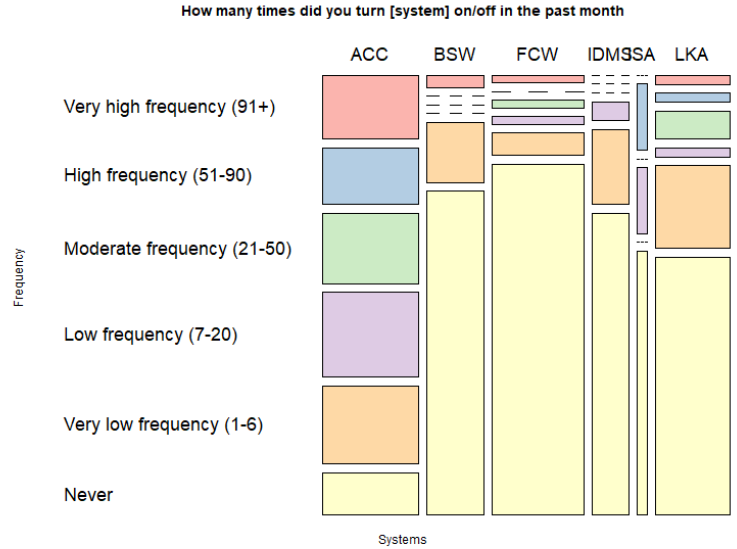 How many times did you turn [system] on/off in the past month
ACC BSW FCW IDMS SSA LKA
Very high frequency (91+)
High frequency (51-90)
Moderate frequency (21-50)
Low frequency (7-20)
Very low frequency (1-6)
Never
Frequency
Systems